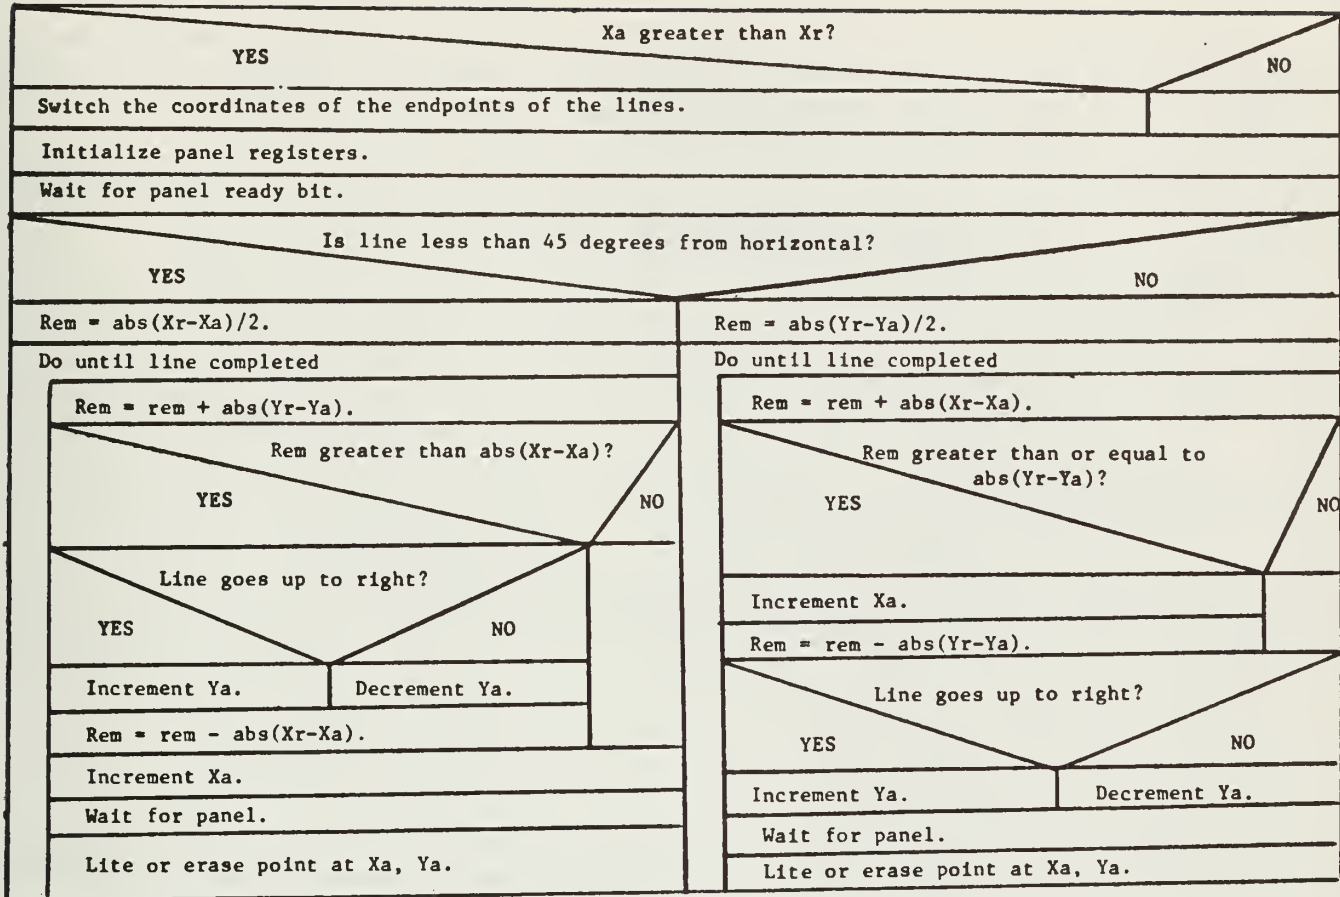 Xa greater than Xr?
YES
NO
Switch the coordinates of the endpoints of the lines.
Initialize panel registers.
Wait for panel ready bit.
Is line less than 45 degrees from horizontal?
YES
NO
Rem = abs(Xr-Xa)/2.
Do until line completed
Rem = rem + abs(Yr-Ya).
Rem greater than abs(Xr-Xa)?
YES
NO
Line goes up to right?
YES
NO
Increment Ya.
Decrement Ya.
Rem = rem - abs(Xr-Xa).
Increment Xa.
Wait for panel.
Lite or erase point at Xa, Ya.
Rem = abs(Yr-Ya)/2.
Do until line completed
Rem = rem + abs(Xr-Xa).
Rem greater than or equal to
abs(Yr-Ya)?
YES
NO
Increment Xa.
Rem = rem - abs(Yr-Ya).
Line goes up to right?
YES
NO
Increment Ya.
Decrement Ya.
Wait for panel.
Lite or erase point at Xa, Ya.